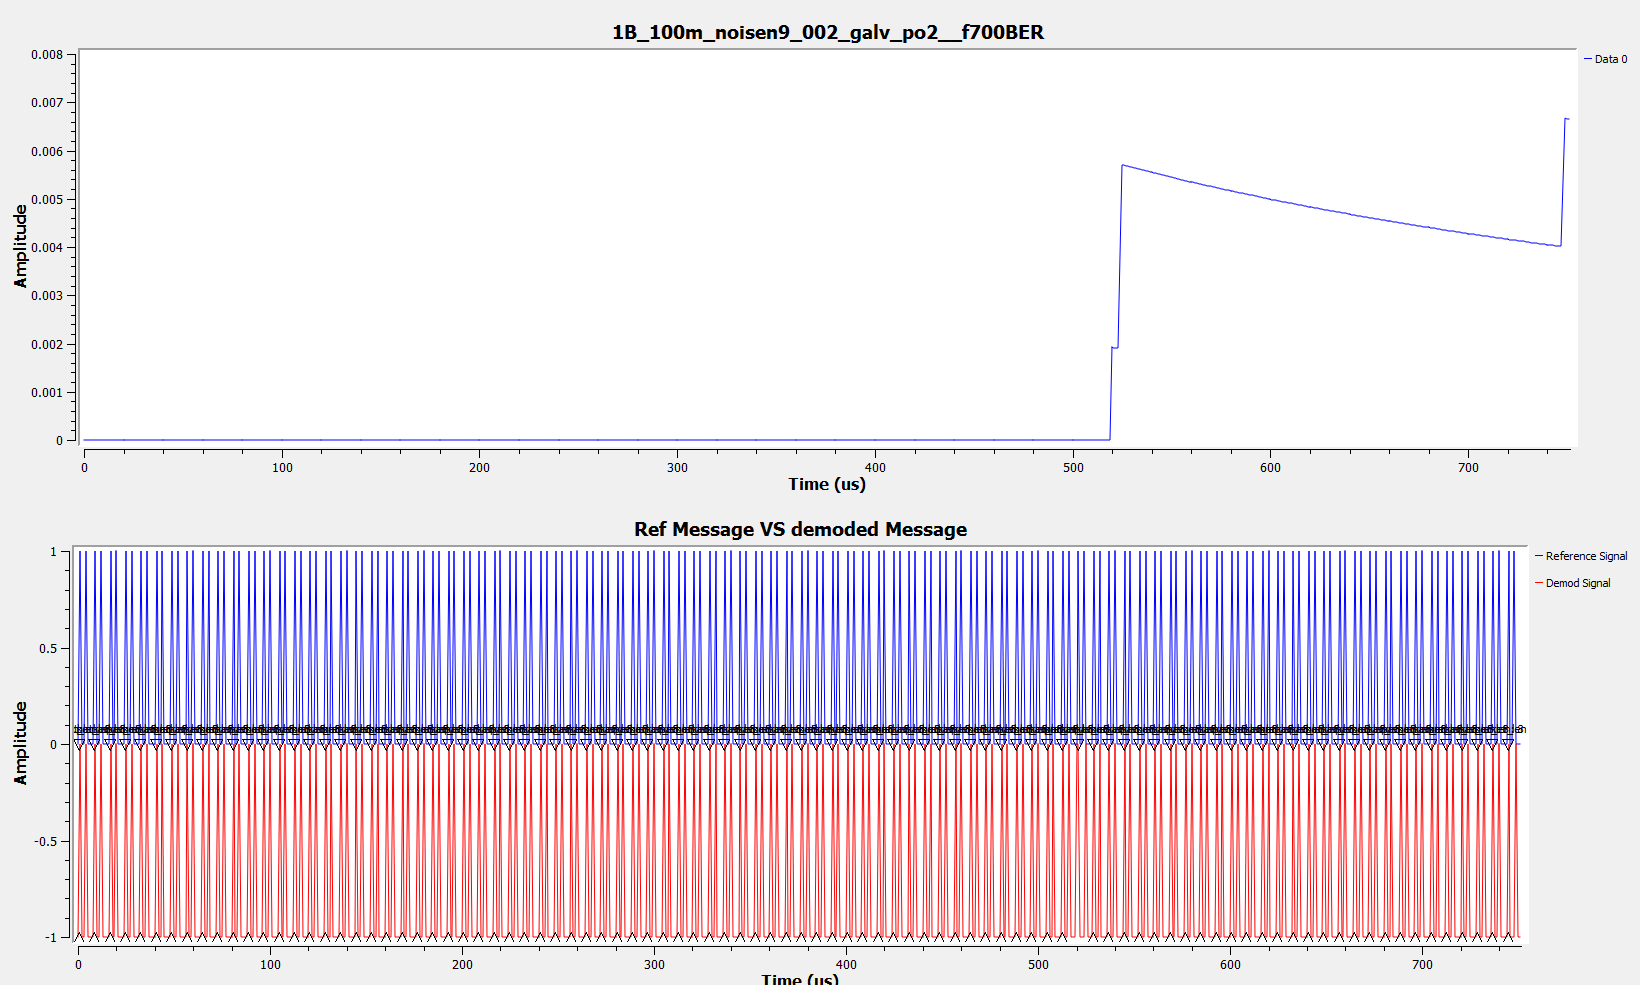 1B_100m_noisen9_002_galv_po2__f700BER
0.008
0.007
0.006
0.005
0.004
0.003
0.002
0.001
0
Amplitude
Data 0
0 100 200 300 400 500 600 700
Time (us)
Ref Message VS demoded Message
1
0.5
0
-0.5
-1
Amplitude
Reference Signal
Demod Signal
0 100 200 300 400 500 600 700
Time (us)